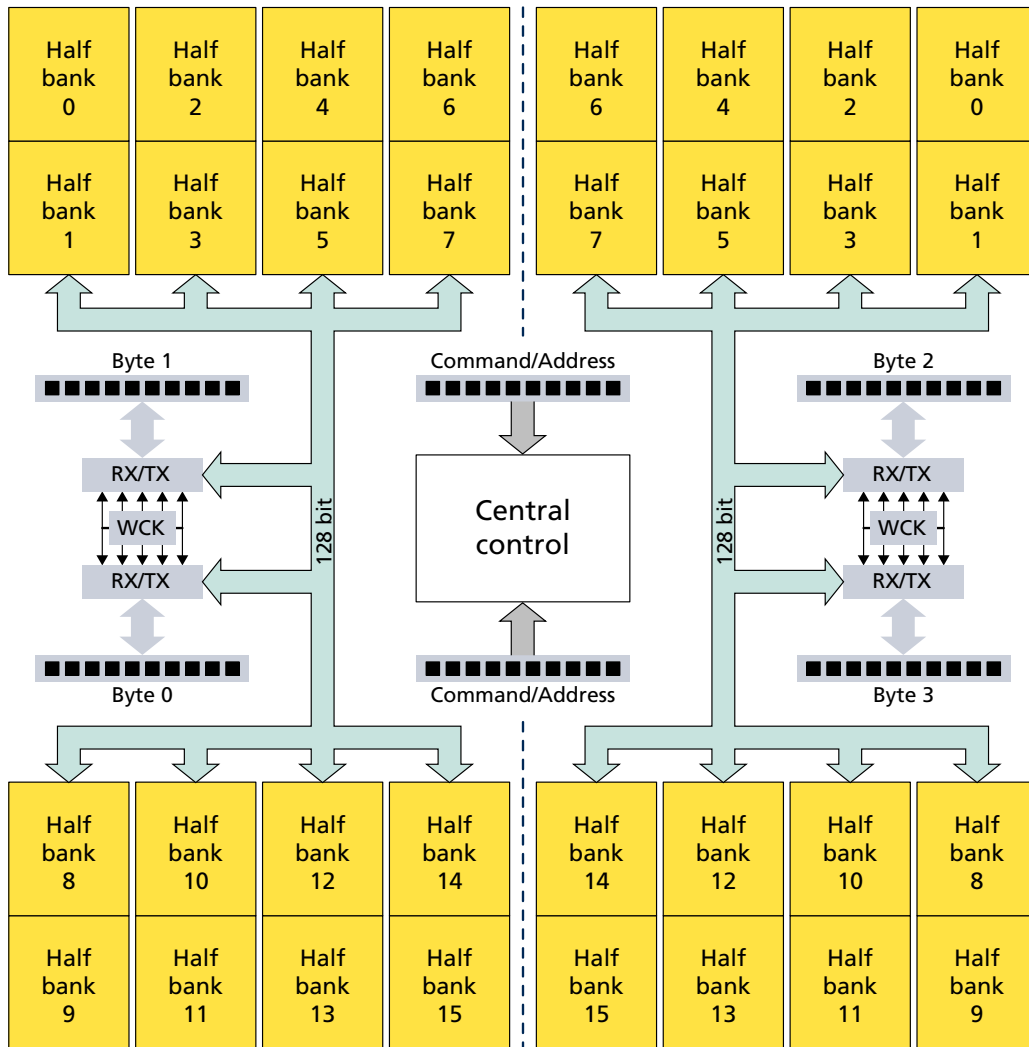 Half
bank
0
Half
bank
2
Half
bank
4
Half
bank
6
Half
bank
6
Half
bank
4
Half
bank
2
Half
bank
0
Half
bank
1
Half
bank
3
Half
bank
5
Half
bank
7
Half
bank
7
Half
bank
5
Half
bank
3
Half
bank
1
Byte 1
Command/Address
Byte 2
RX/TX
WCK
RX/TX
128 bit
Central
control
128 bit
RX/TX
WCK
RX/TX
Byte 0
Command/Address
Byte 3
Half
bank
8
Half
bank
10
Half
bank
12
Half
bank
14
Half
bank
14
Half
bank
12
Half
bank
10
Half
bank
8
Half
bank
9
Half
bank
11
Half
bank
13
Half
bank
15
Half
bank
15
Half
bank
13
Half
bank
11
Half
bank
9